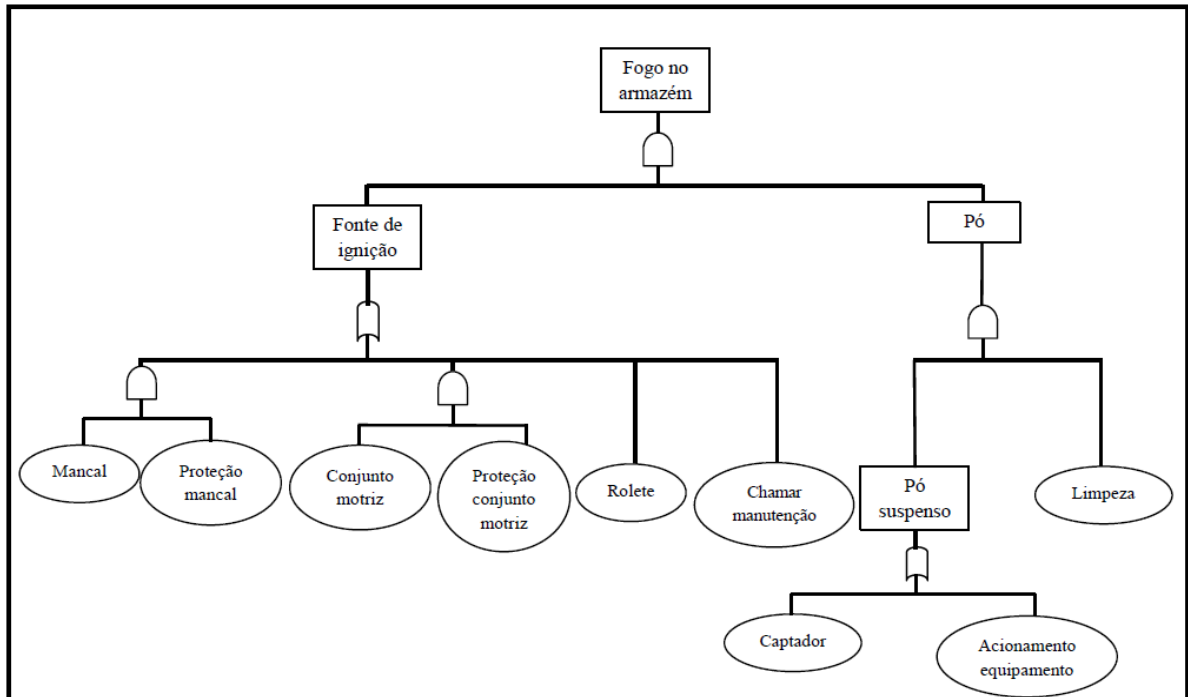 Fogo no
armazém
Fonte de
ignição
Pó
Mancal
Proteção
mancal
Conjunto
motriz
Proteção
conjunto
motriz
Rolete
Chamar
manutenção
Pó
suspenso
Limpeza
Captador
Acionamento
equipamento